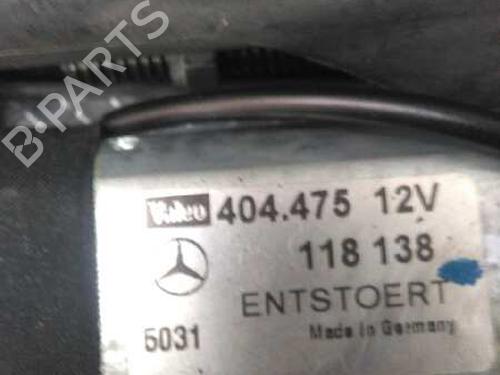 B-PARTS
Valeo 404.475 12V
118 138
ENTSTOERT
5031 Made in Germany